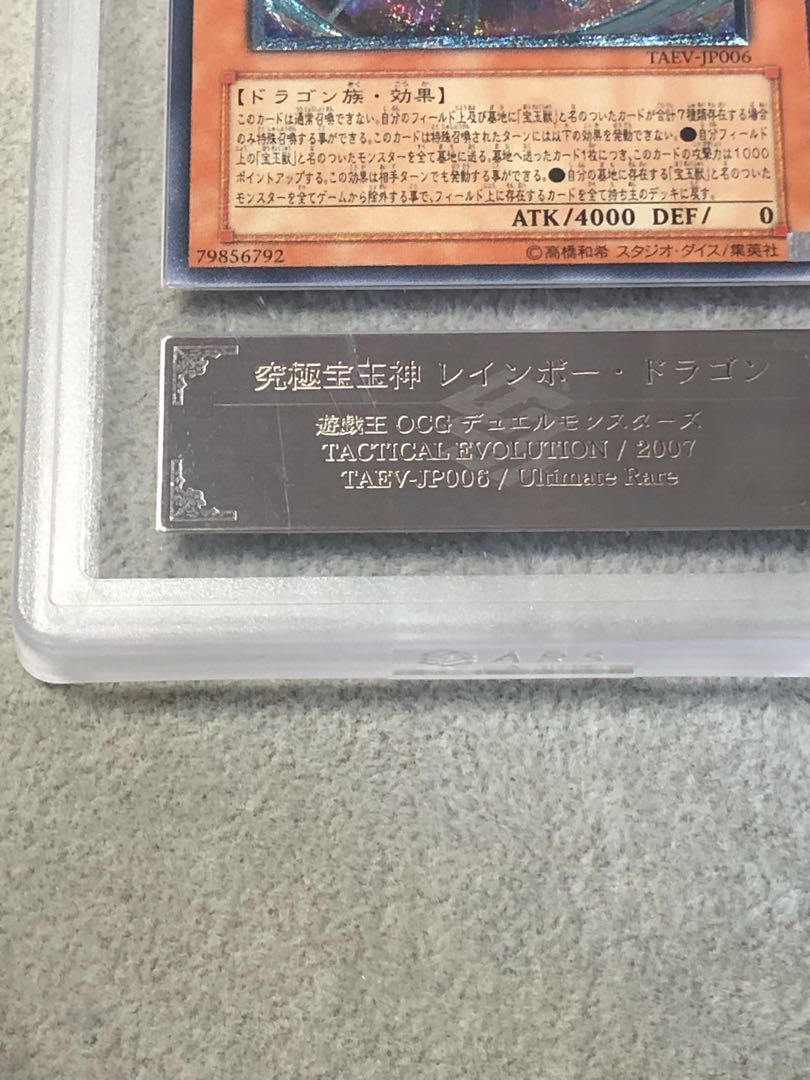 TAEV-JP006
【ドラゴン族・効果】
このカードは通常召喚できない。自分のフィールド上及び墓地に「宝玉獣」と名のついたカードが合計7種類存在する場合
のみ特殊召喚する事ができる。このカードは特殊召喚されたターンには以下の効果を発動できない。●自分フィールド
上の「宝玉獣」と名のついたモンスターを全て墓地に送る。墓地へ送ったカード1枚につき、このカードの攻撃力は1000
ポイントアップする。この効果は相手ターンでも発動する事ができる。●自分の墓地に存在する「宝玉獣」と名のついた
モンスターを全てゲームから除外する事で、フィールド上に存在するカードを全て持ち主のデッキに戻す。
ATK/4000 DEF/ 0
79856792 ©高橋和希 スタジオ・ダイス/集英社
究極宝玉神 レインボー・ドラゴン
遊戯王 OCG デュエルモンスターズ
TACTICAL EVOLUTION / 2007
TAEV-JP006 / Ultimate Rare
ARS